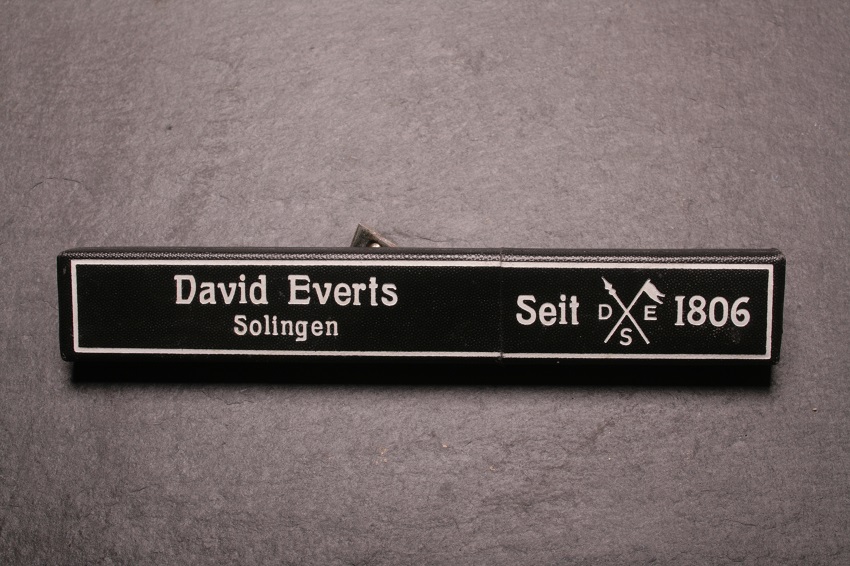 David Everts
Solingen
Seit D E S 1806